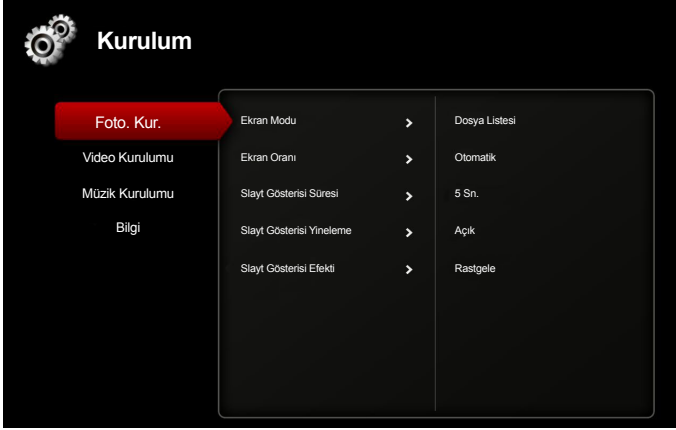 Kurulum
Foto. Kur.
Video Kurulumu
Müzik Kurulumu
Bilgi
Ekran Modu
Dosya Listesi
Ekran Oranı
Otomatik
Slayt Gösterisi Süresi
5 Sn.
Slayt Gösterisi Yineleme
Açık
Slayt Gösterisi Efekti
Rastgele